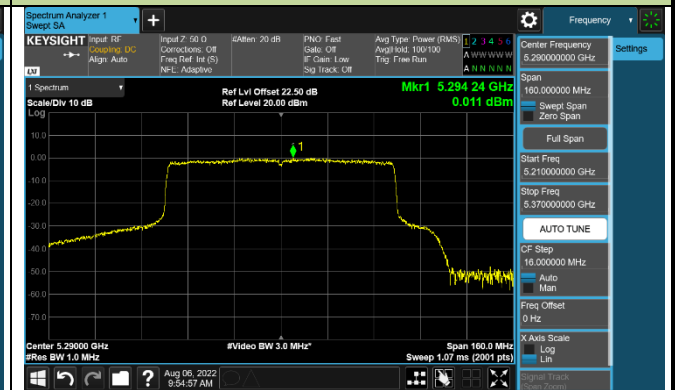 Spectrum Analyzer 1
Swept SA
Frequency
KEYSIGHT
Input: RF
Coupling: DC
Align: Auto
Input Z: 50 Ω
Corrections: Off
Freq Ref: Int (S)
NFE: Adaptive
#Atten: 20 dB
PNO: Fast
Gate: Off
IF Gain: Low
Sig Track: Off
Avg Type: Power (RMS)
Avg|Hold: 100/100
Trig: Free Run
1 2 3 4 5 6
A W W W W W
A N N N N N
LXI
1 Spectrum
Scale/Div 10 dB
Ref Lvl Offset 22.50 dB
Ref Level 20.00 dBm
Mkr1 5.294 24 GHz
0.011 dBm
Log
10.0
0.00
-10.0
-20.0
-30.0
-40.0
-50.0
-60.0
-70.0
1
Center 5.29000 GHz
#Res BW 1.0 MHz
#Video BW 3.0 MHz*
Span 160.0 MHz
Sweep 1.07 ms (2001 pts)
Aug 06, 2022
9:54:57 AM
Center Frequency
5.290000000 GHz
Settings
Span
160.000000 MHz
Swept Span
Zero Span
Full Span
Start Freq
5.210000000 GHz
Stop Freq
5.370000000 GHz
AUTO TUNE
CF Step
16.000000 MHz
Auto
Man
Freq Offset
0 Hz
X Axis Scale
Log
Lin
Signal Track
(Span Zoom)